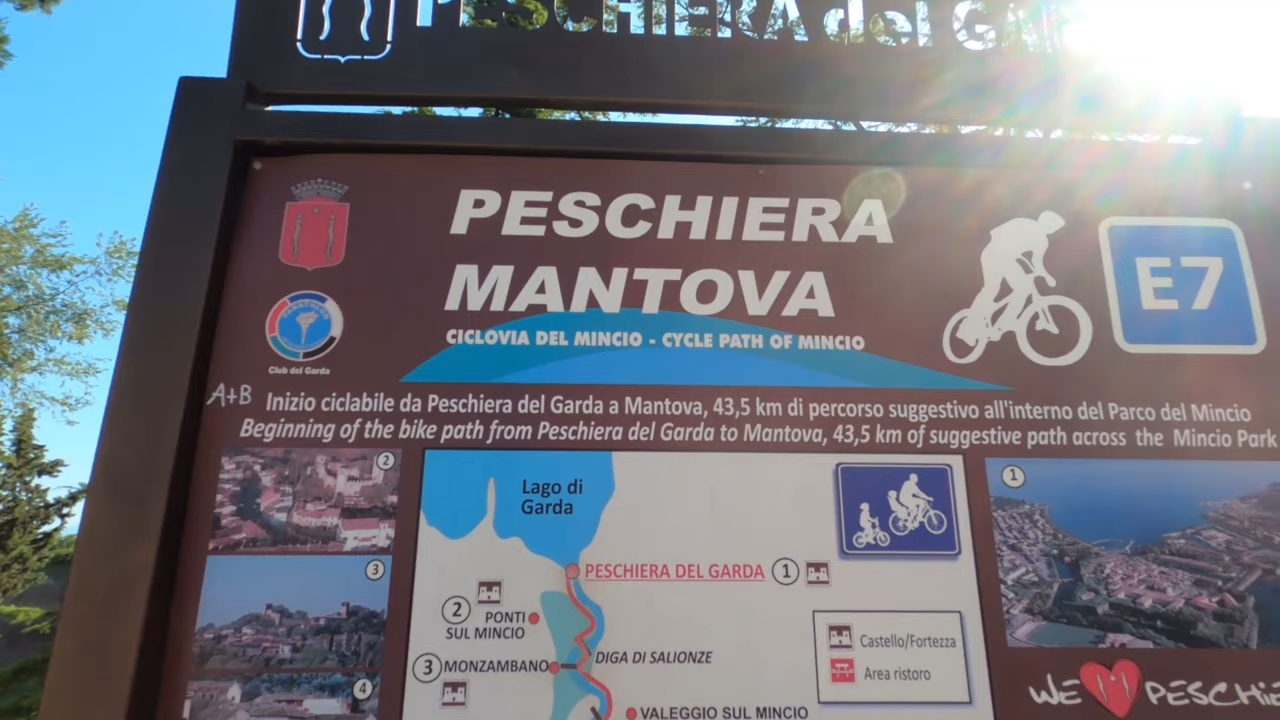 PESCHIERA del GA
PESCHIERA
MANTOVA
E7
CICLOVIA DEL MINCIO - CYCLE PATH OF MINCIO
Club del Garda
A+B
Inizio ciclabile da Peschiera del Garda a Mantova, 43,5 km di percorso suggestivo all'interno del Parco del Mincio
Beginning of the bike path from Peschiera del Garda to Mantova, 43,5 km of suggestive path across the Mincio Park
2
3
4
Lago di
Garda
PESCHIERA DEL GARDA 1
2 PONTI
SUL MINCIO
DIGA DI SALIONZE
3 MONZAMBANO
VALEGGIO SUL MINCIO
Castello/Fortezza
Area ristoro
1
WE PESCHIE